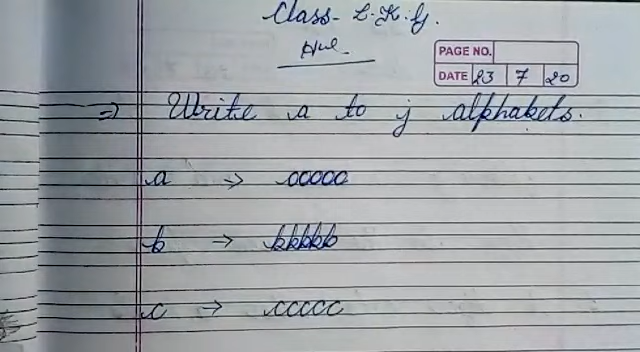 Class- L.K.G.
H.W.
PAGE NO.
DATE 23 7 20
⇒ Write a to j alphabets.
a → aaaaa
b → bbbbb
c → ccccc